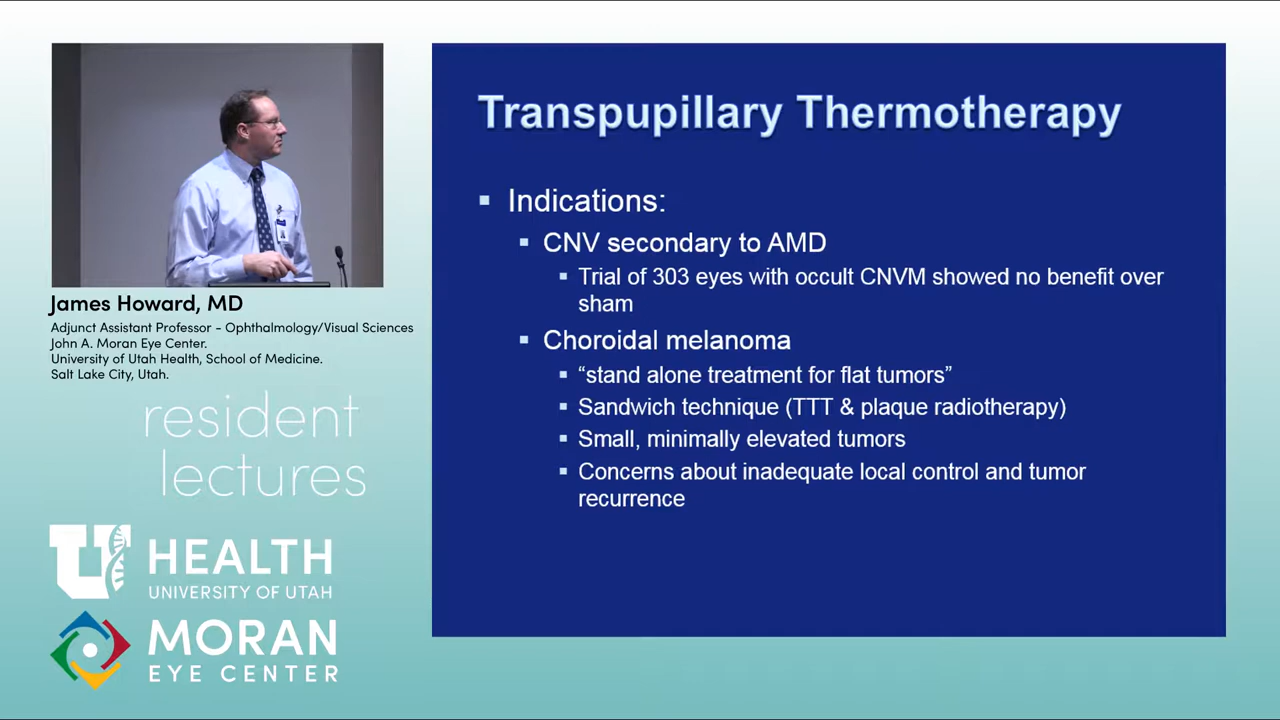 James Howard, MD
Adjunct Assistant Professor - Ophthalmology/Visual Sciences
John A. Moran Eye Center.
University of Utah Health, School of Medicine.
Salt Lake City, Utah.
resident
lectures
U HEALTH
UNIVERSITY OF UTAH
MORAN
EYE CENTER
Transpupillary Thermotherapy
Indications:
CNV secondary to AMD
Trial of 303 eyes with occult CNVM showed no benefit over
sham
Choroidal melanoma
“stand alone treatment for flat tumors”
Sandwich technique (TTT & plaque radiotherapy)
Small, minimally elevated tumors
Concerns about inadequate local control and tumor
recurrence